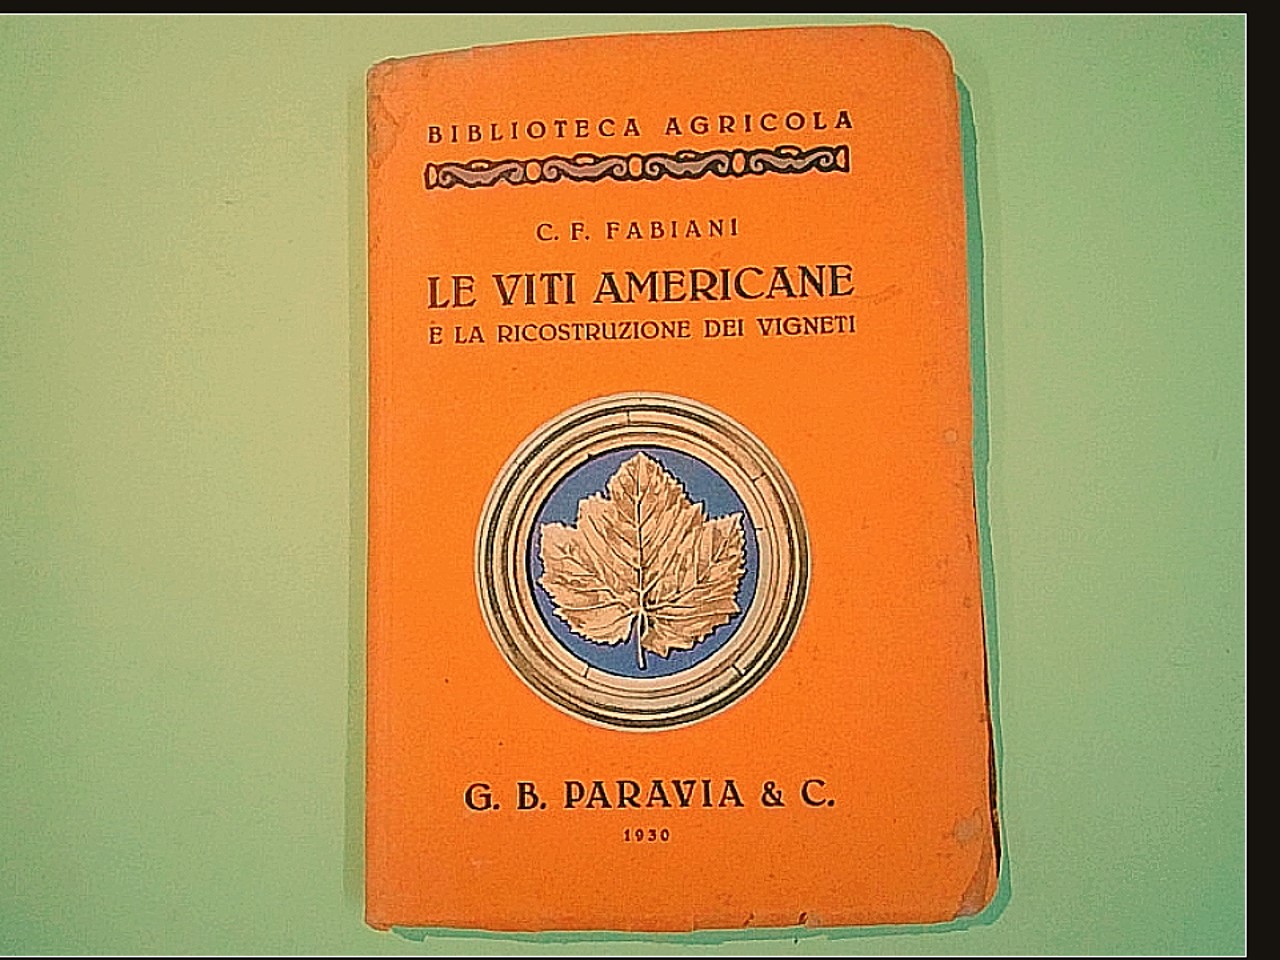 BIBLIOTECA AGRICOLA
C. F. FABIANI
LE VITI AMERICANE
E LA RICOSTRUZIONE DEI VIGNETI
G. B. PARAVIA & C.
1930